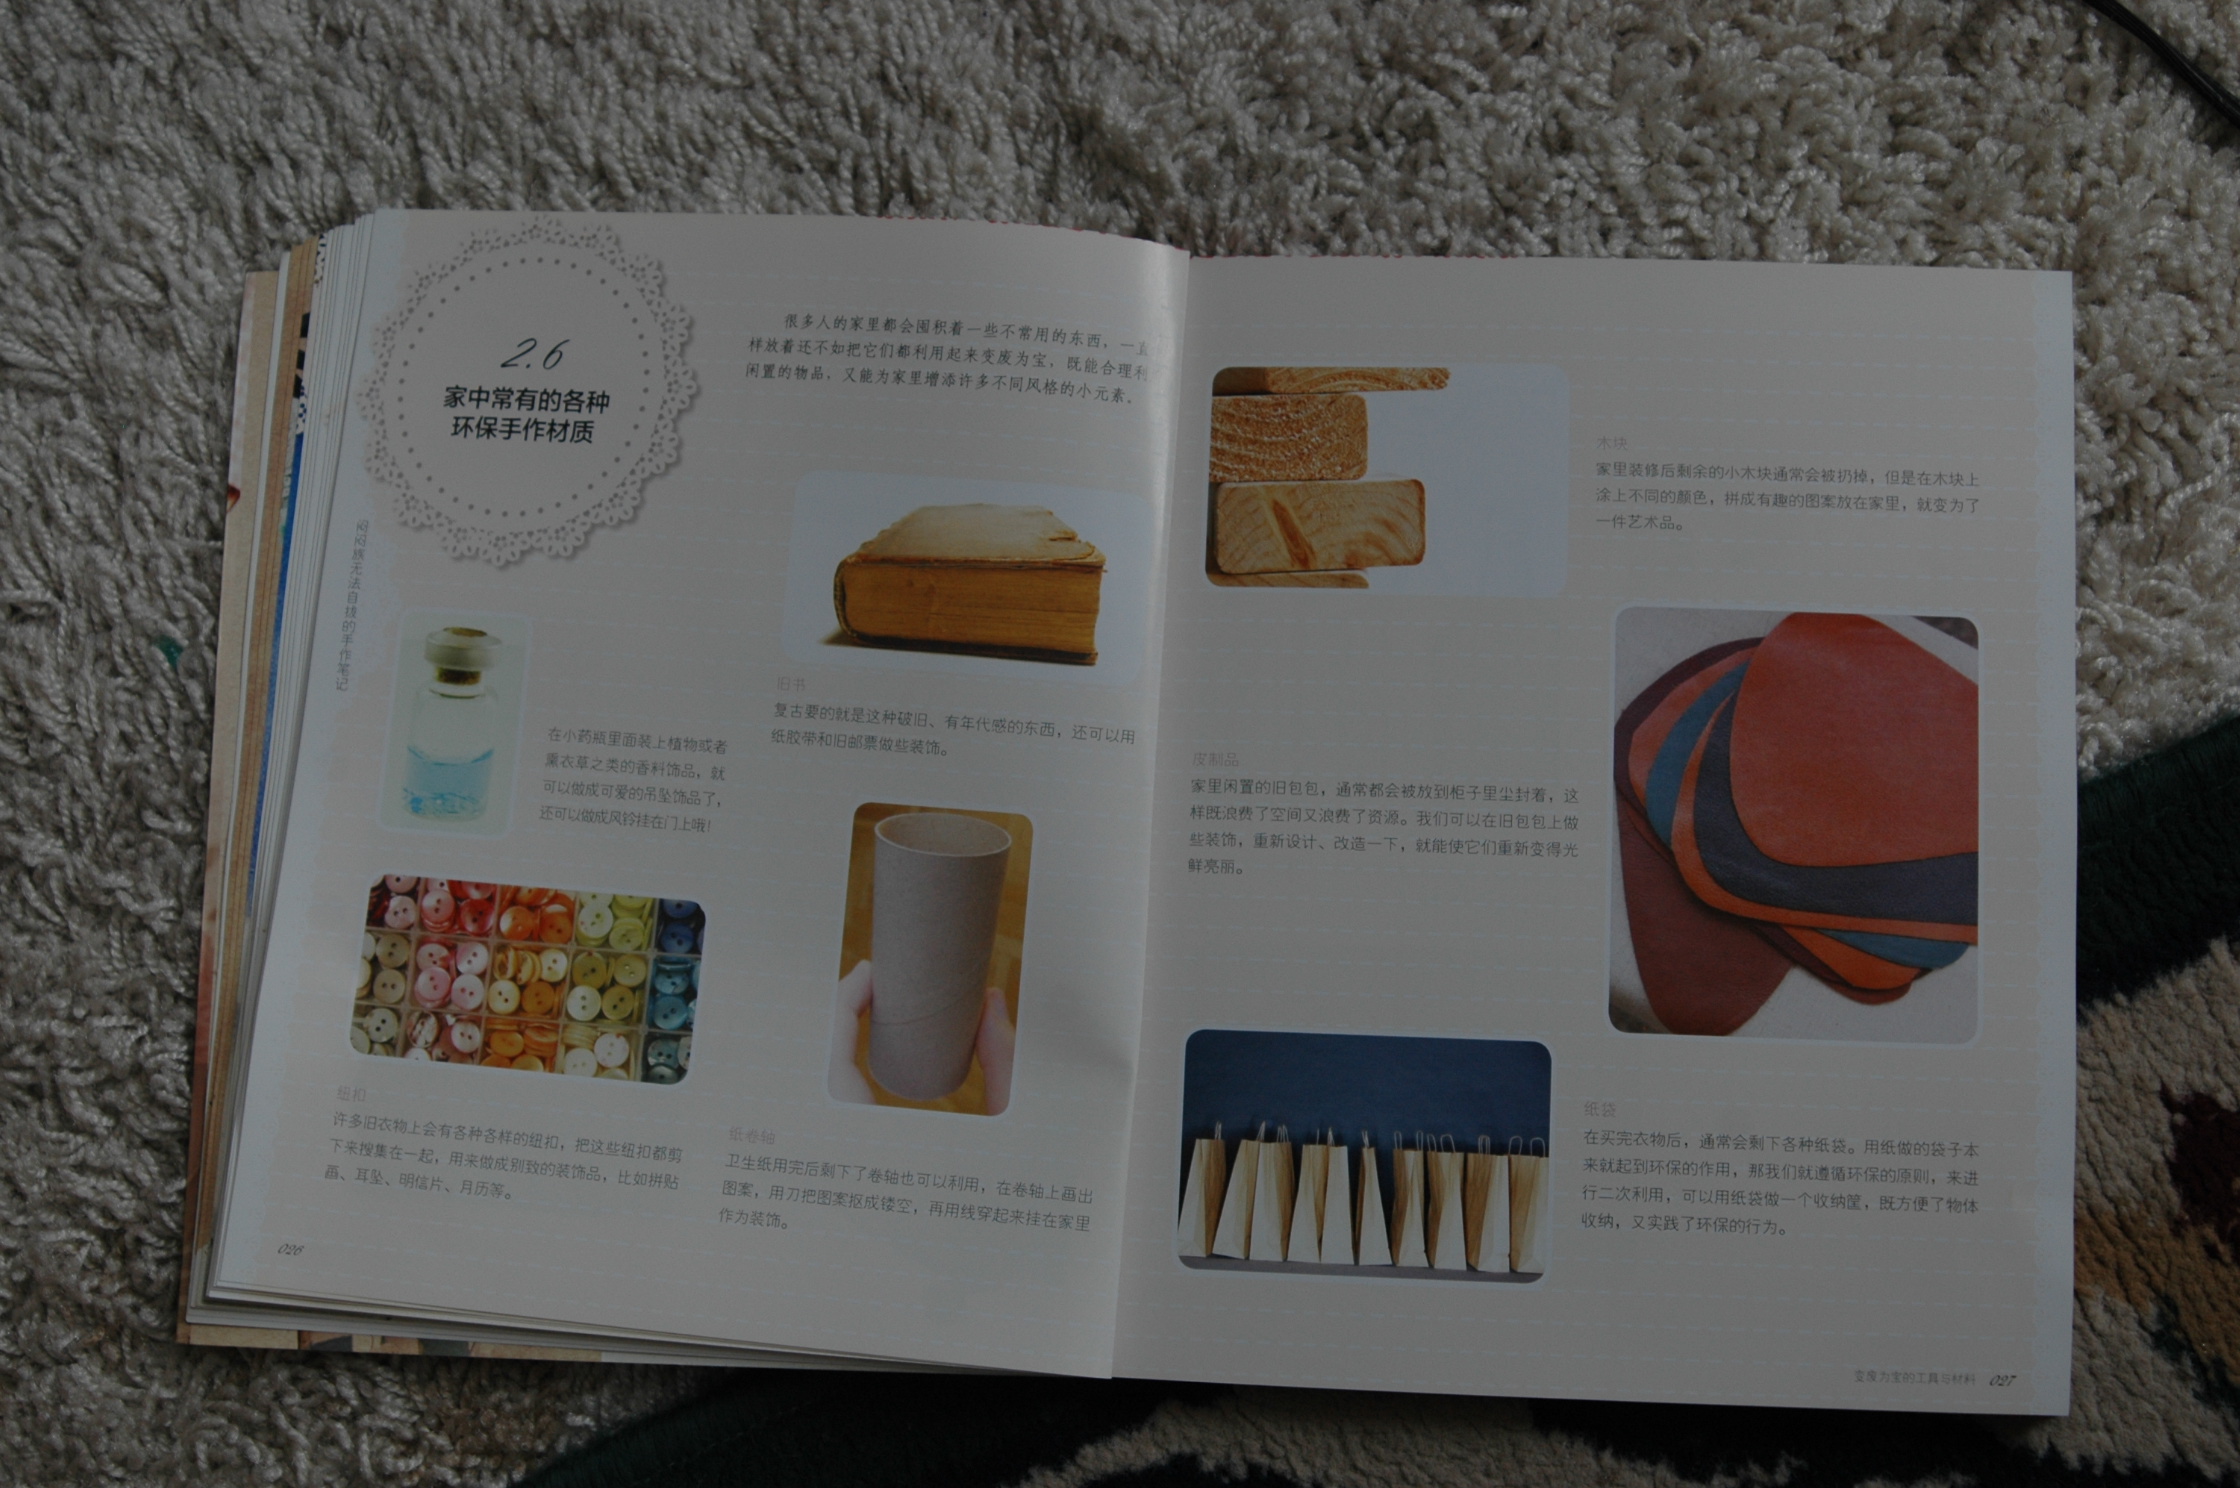 闷闷族无法自拔的手作笔记
2.6
家中常有的各种
环保手作材质
很多人的家里都会囤积着一些不常用的东西，一直
样放着还不如把它们都利用起来变废为宝，既能合理利
闲置的物品，又能为家里增添许多不同风格的小元素。
在小药瓶里面装上植物或者
熏衣草之类的香料饰品，就
可以做成可爱的吊坠饰品了，
还可以做成风铃挂在门上哦！
旧书
复古要的就是这种破旧、有年代感的东西，还可以用
纸胶带和旧邮票做些装饰。
纽扣
许多旧衣物上会有各种各样的纽扣，把这些纽扣都剪
下来搜集在一起，用来做成别致的装饰品，比如拼贴
画、耳坠、明信片、月历等。
纸卷轴
卫生纸用完后剩下了卷轴也可以利用，在卷轴上画出
图案，用刀把图案抠成镂空，再用线穿起来挂在家里
作为装饰。
026
木块
家里装修后剩余的小木块通常会被扔掉，但是在木块上
涂上不同的颜色，拼成有趣的图案放在家里，就变为了
一件艺术品。
皮制品
家里闲置的旧包包，通常都会被放到柜子里尘封着，这
样既浪费了空间又浪费了资源。我们可以在旧包包上做
些装饰，重新设计、改造一下，就能使它们重新变得光
鲜亮丽。
纸袋
在买完衣物后，通常会剩下各种纸袋。用纸做的袋子本
来就起到环保的作用，那我们就遵循环保的原则，来进
行二次利用，可以用纸袋做一个收纳筐，既方便了物体
收纳，又实践了环保的行为。
变废为宝的工具与材料
027